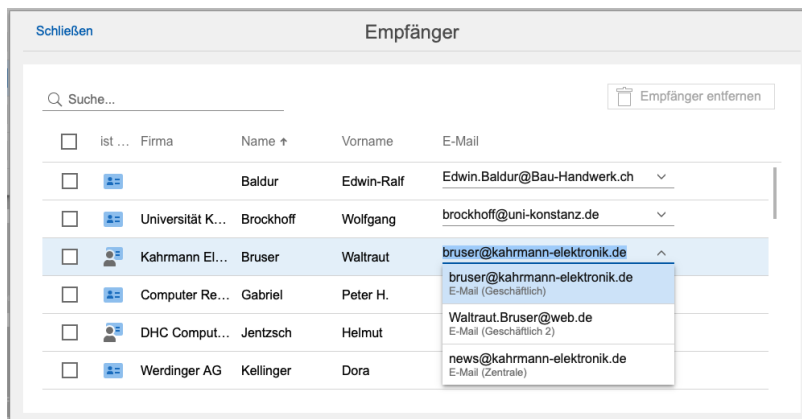 Schließen
Empfänger
Suche...
Empfänger entfernen
ist ... Firma Name ↑ Vorname E-Mail
Baldur Edwin-Ralf Edwin.Baldur@Bau-Handwerk.ch
Universität K... Brockhoff Wolfgang brockhoff@uni-konstanz.de
Kahrmann El... Bruser Waltraut bruser@kahrmann-elektronik.de
bruser@kahrmann-elektronik.de
E-Mail (Geschäftlich)
Computer Re... Gabriel Peter H.
Waltraut.Bruser@web.de
E-Mail (Geschäftlich 2)
DHC Comput... Jentzsch Helmut
news@kahrmann-elektronik.de
E-Mail (Zentrale)
Werdinger AG Kellinger Dora